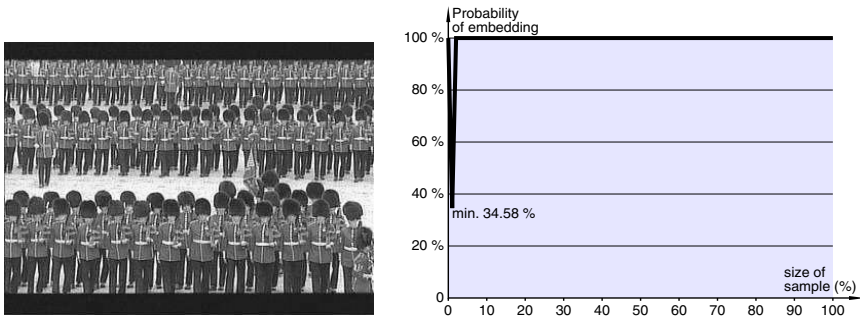 Probability
of embedding
100 %
80 %
60 %
40 %
min. 34.58 %
20 %
size of
sample (%)
0
0 10 20 30 40 50 60 70 80 90 100